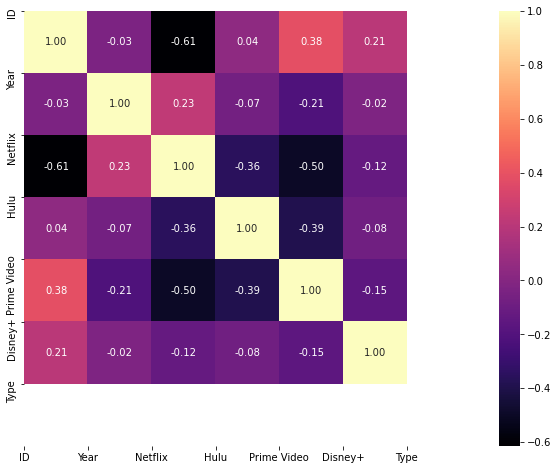 ID
1.00 -0.03 -0.61 0.04 0.38 0.21
Year
-0.03 1.00 0.23 -0.07 -0.21 -0.02
Netflix
-0.61 0.23 1.00 -0.36 -0.50 -0.12
Hulu
0.04 -0.07 -0.36 1.00 -0.39 -0.08
Prime Video
0.38 -0.21 -0.50 -0.39 1.00 -0.15
Disney+
0.21 -0.02 -0.12 -0.08 -0.15 1.00
Type
ID Year Netflix Hulu Prime Video Disney+ Type
1.0
0.8
0.6
0.4
0.2
0.0
−0.2
−0.4
−0.6